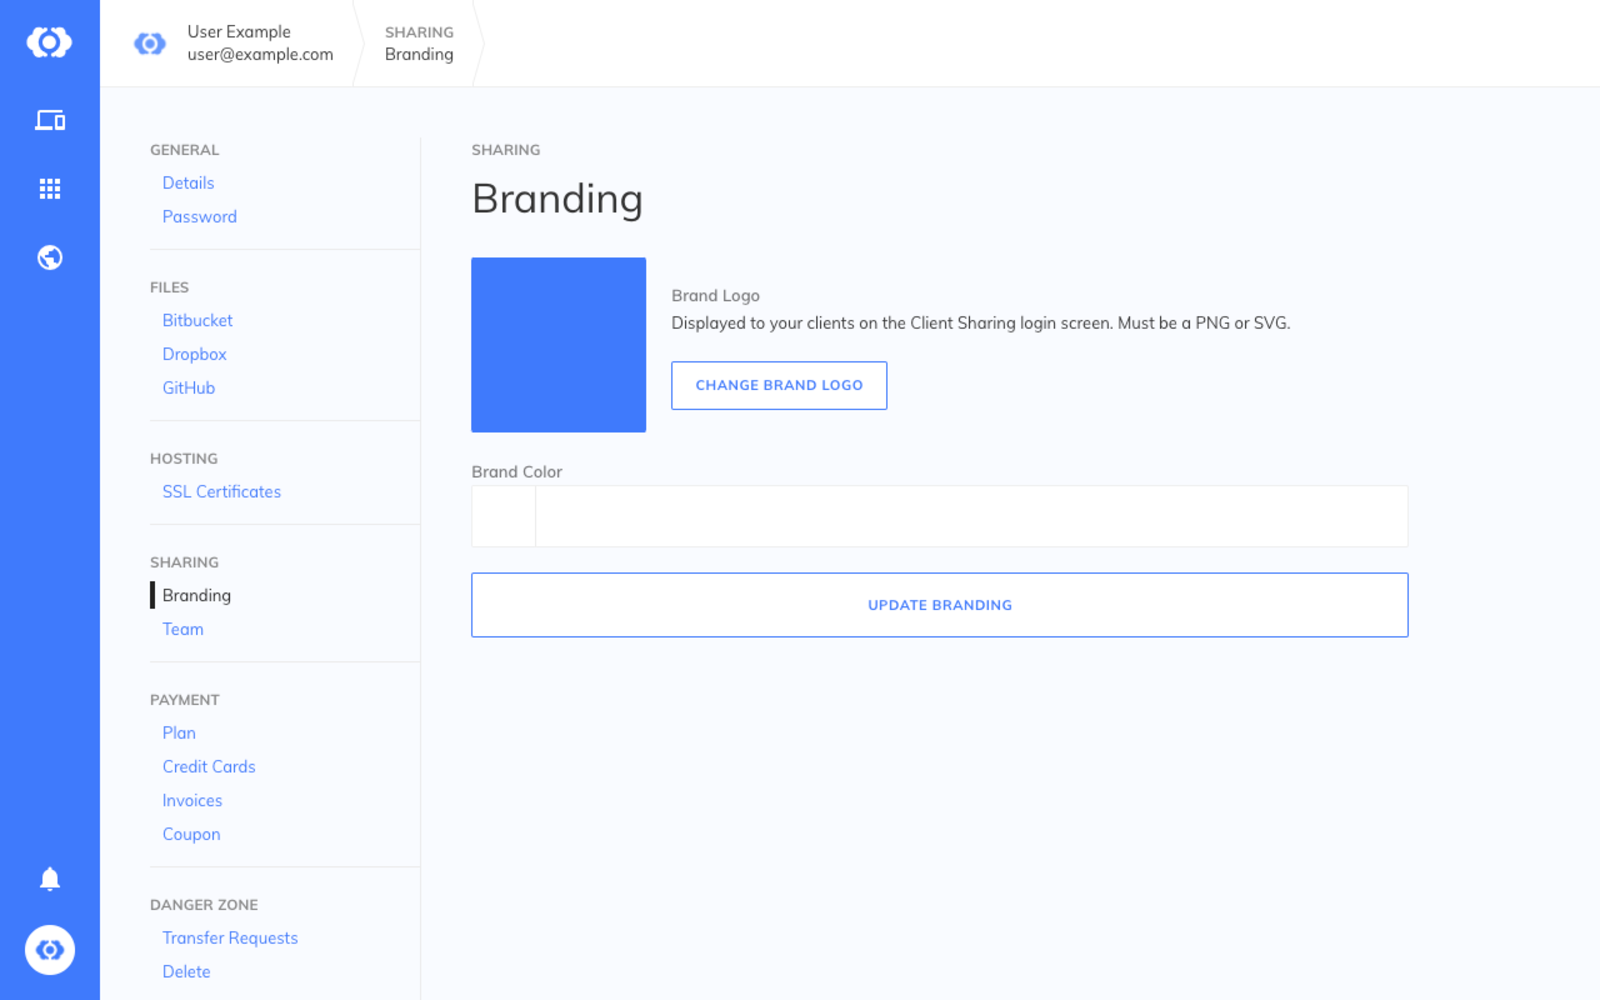 User Example
user@example.com
SHARING
Branding
GENERAL
Details
Password
FILES
Bitbucket
Dropbox
GitHub
HOSTING
SSL Certificates
SHARING
Branding
Team
PAYMENT
Plan
Credit Cards
Invoices
Coupon
DANGER ZONE
Transfer Requests
Delete
SHARING
Branding
Brand Logo
Displayed to your clients on the Client Sharing login screen. Must be a PNG or SVG.
CHANGE BRAND LOGO
Brand Color
UPDATE BRANDING